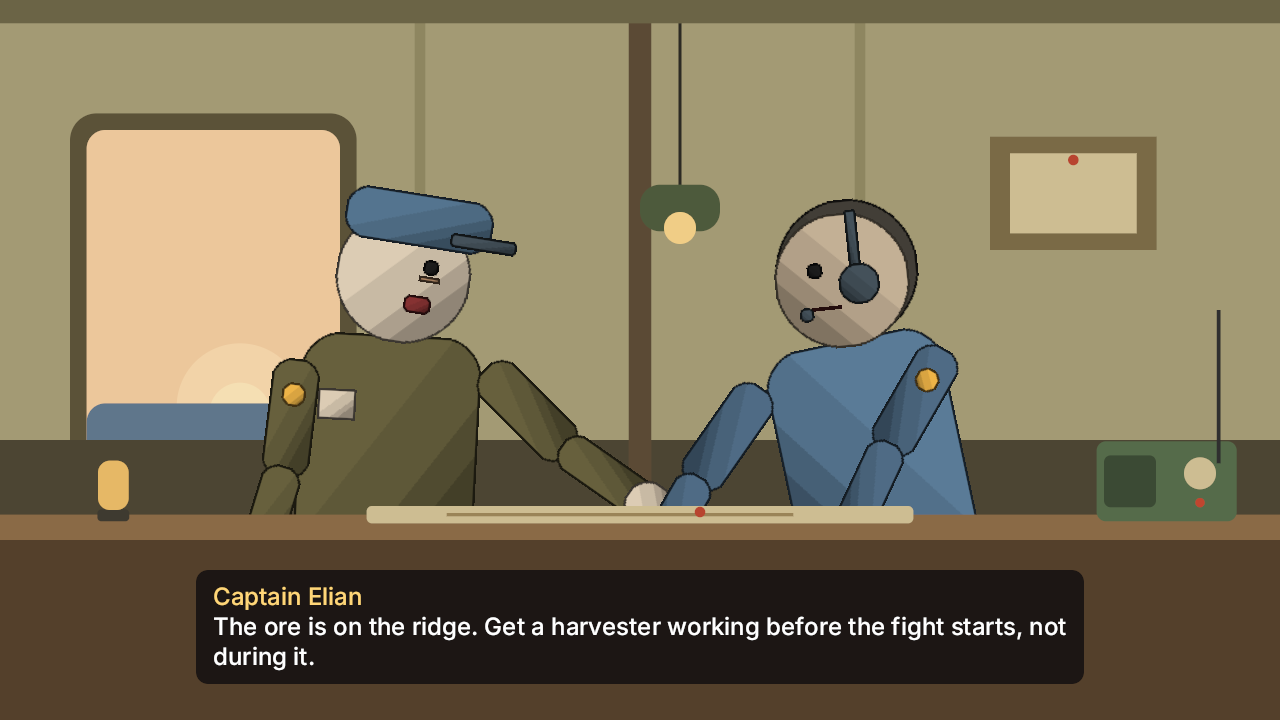 Captain Elian
The ore is on the ridge. Get a harvester working before the fight starts, not
during it.